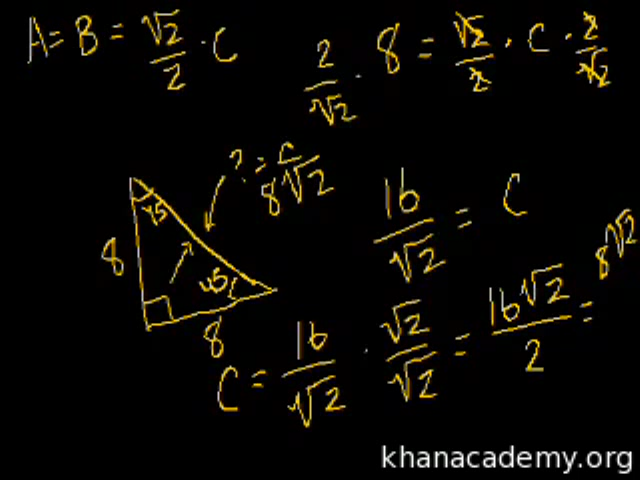 A = B = √2/2 · C
2/√2 · 8 = √2/2 · C · 2/√2
? = C
8√2
45
16/√2 = C
8
45
8
C = 16/√2 · √2/√2 = 16√2/2 = 8√2
khanacademy.org